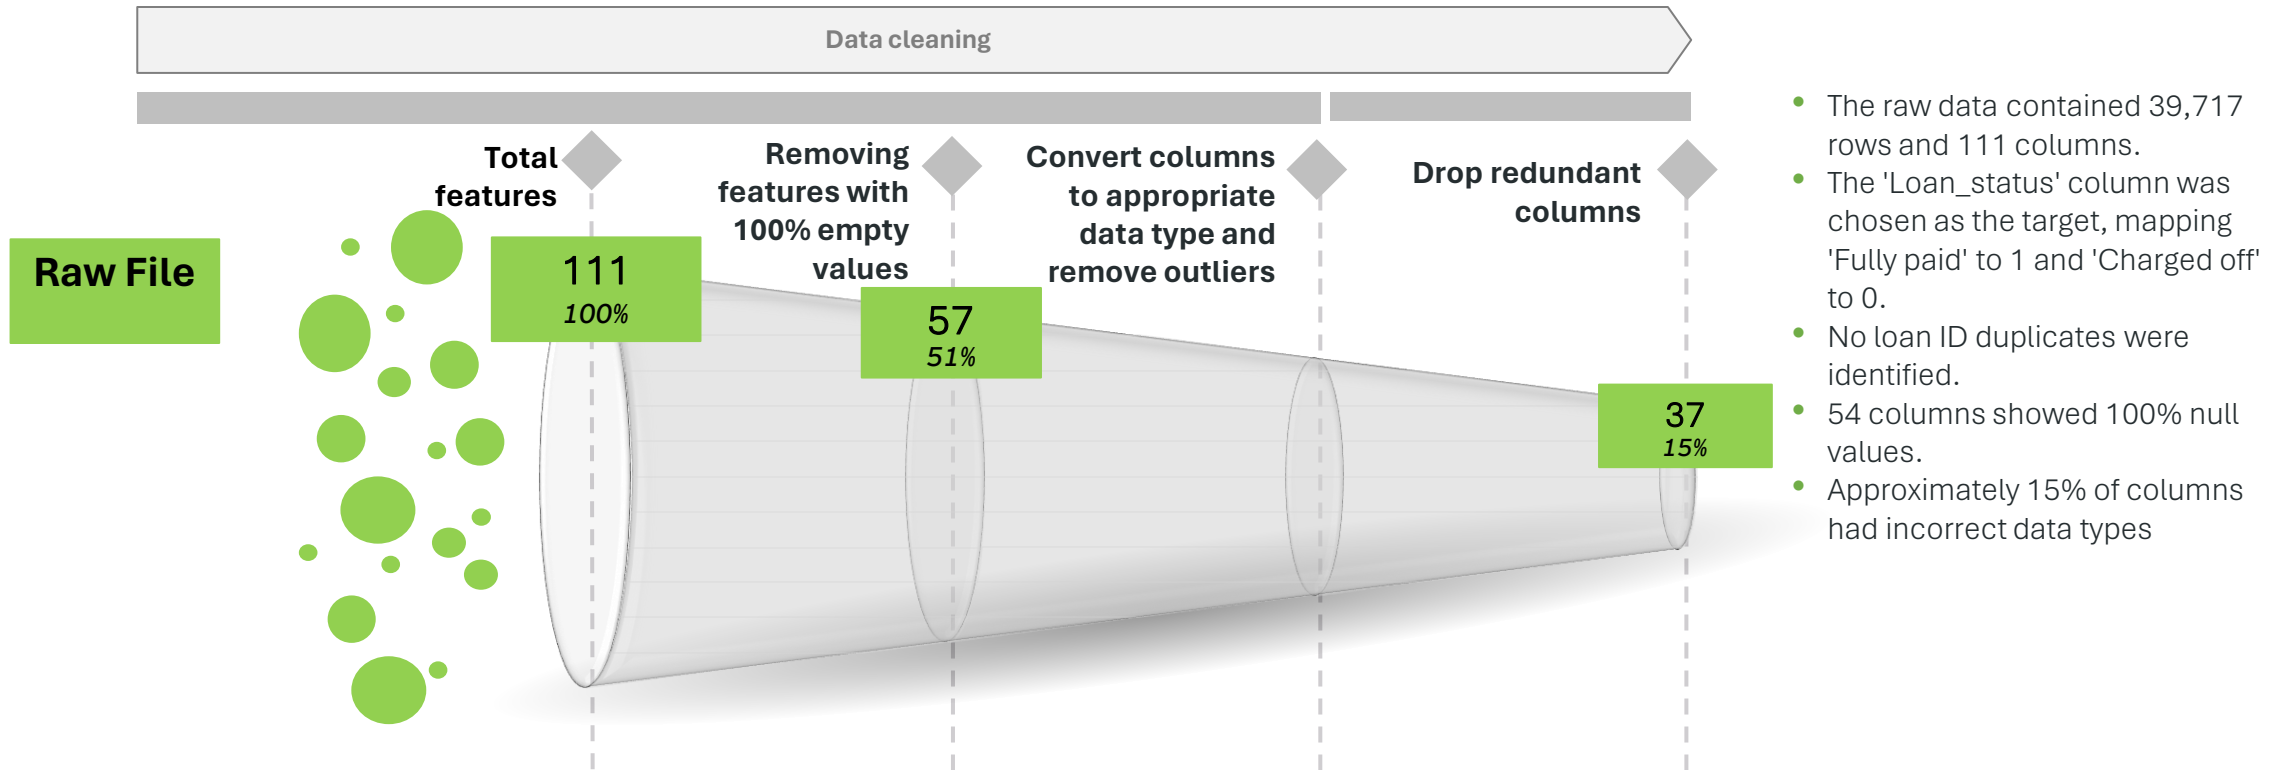 Data cleaning
Total
features
Removing
features with
100% empty
values
Convert columns
to appropriate
data type and
remove outliers
Drop redundant
columns
Raw File
111
100%
57
51%
37
15%
• The raw data contained 39,717
rows and 111 columns.
• The 'Loan_status' column was
chosen as the target, mapping
'Fully paid' to 1 and 'Charged off'
to 0.
• No loan ID duplicates were
identified.
• 54 columns showed 100% null
values.
• Approximately 15% of columns
had incorrect data types